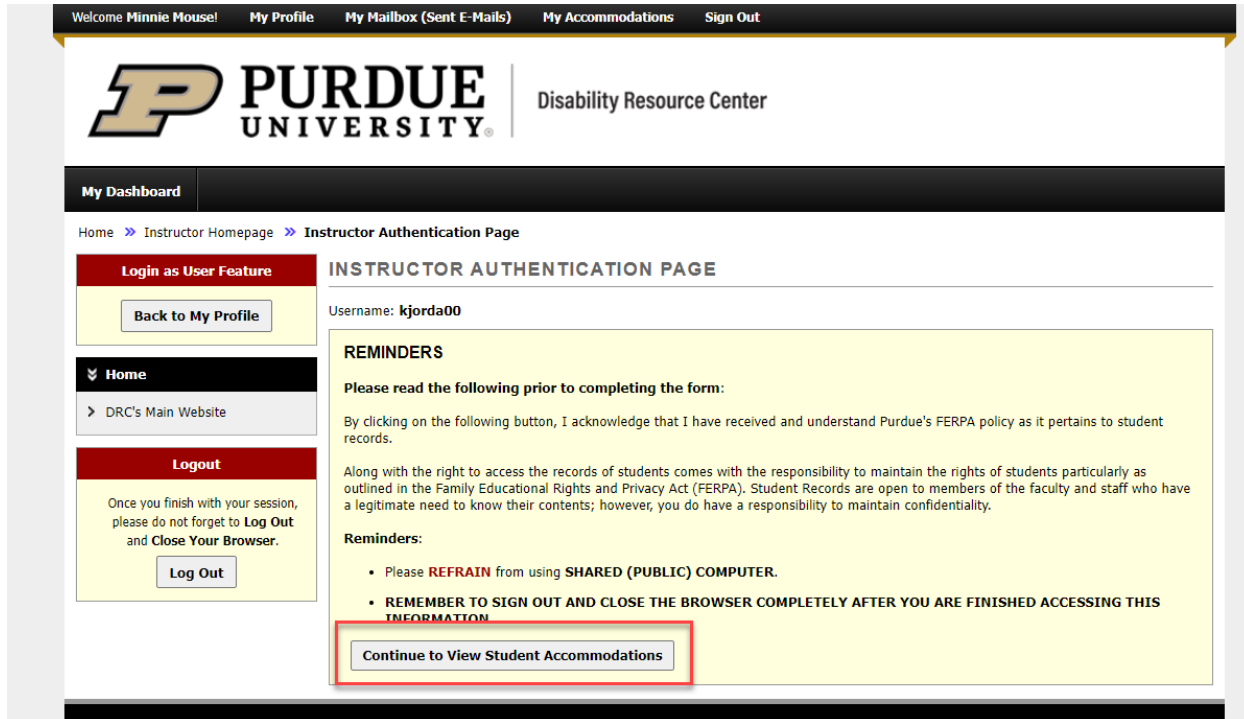 Welcome Minnie Mouse! My Profile My Mailbox (Sent E-Mails) My Accommodations Sign Out
PURDUE
UNIVERSITY®
Disability Resource Center
My Dashboard
Home » Instructor Homepage » Instructor Authentication Page
Login as User Feature
Back to My Profile
Home
DRC's Main Website
Logout
Once you finish with your session,
please do not forget to Log Out
and Close Your Browser.
Log Out
INSTRUCTOR AUTHENTICATION PAGE
Username: kjorda00
REMINDERS
Please read the following prior to completing the form:
By clicking on the following button, I acknowledge that I have received and understand Purdue's FERPA policy as it pertains to student
records.
Along with the right to access the records of students comes with the responsibility to maintain the rights of students particularly as
outlined in the Family Educational Rights and Privacy Act (FERPA). Student Records are open to members of the faculty and staff who have
a legitimate need to know their contents; however, you do have a responsibility to maintain confidentiality.
Reminders:
• Please REFRAIN from using SHARED (PUBLIC) COMPUTER.
• REMEMBER TO SIGN OUT AND CLOSE THE BROWSER COMPLETELY AFTER YOU ARE FINISHED ACCESSING THIS
INFORMATION
Continue to View Student Accommodations